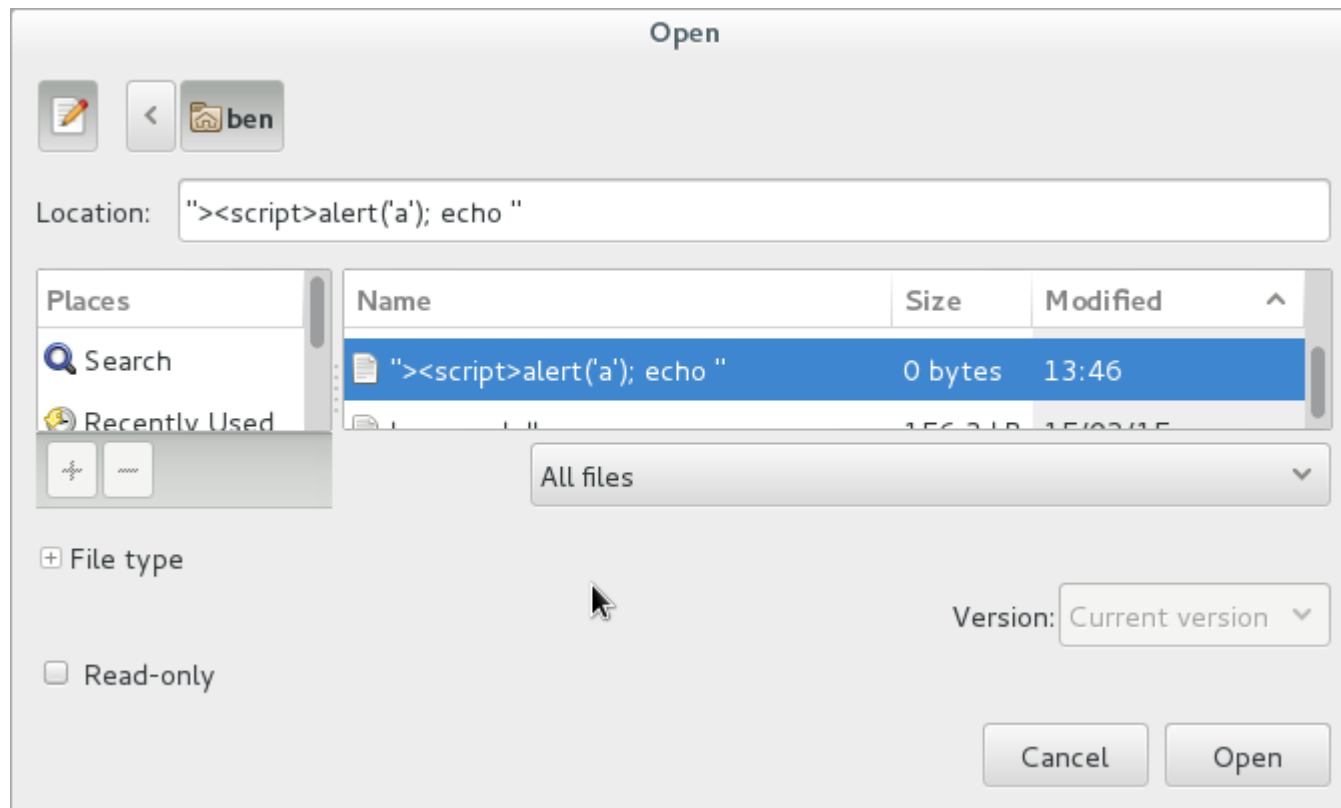 Open
ben
Location: "><script>alert('a'); echo "
Places
Name Size Modified
Search
"><script>alert('a'); echo " 0 bytes 13:46
Recently Used
All files
File type
Version: Current version
Read-only
Cancel Open